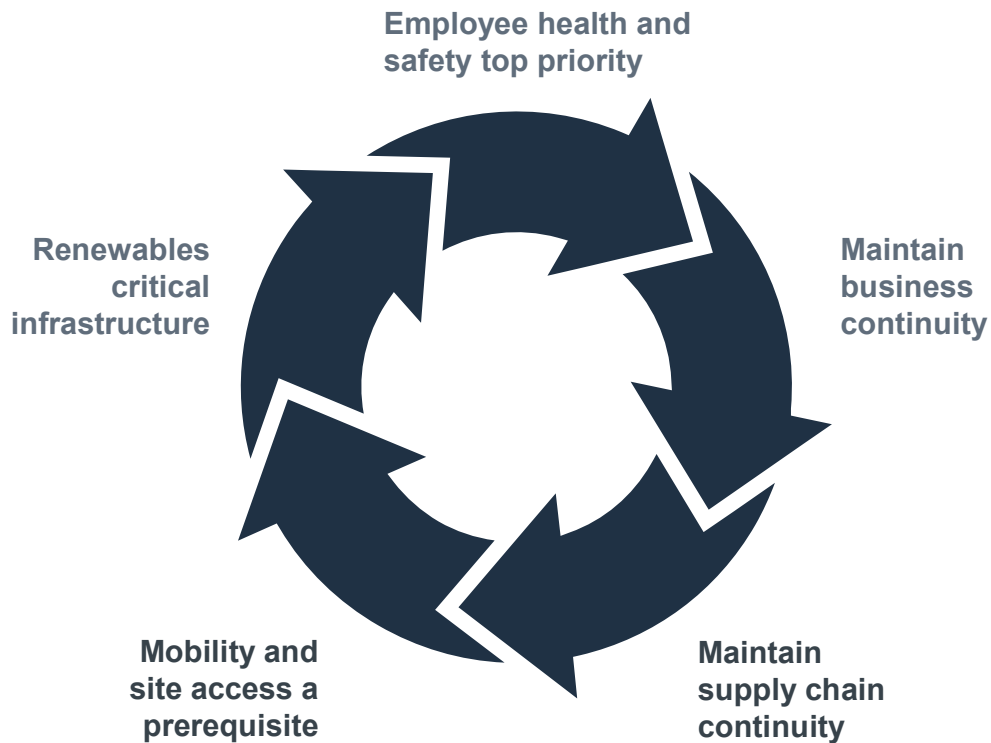 Employee health and
safety top priority
Maintain
business
continuity
Maintain
supply chain
continuity
Mobility and
site access a
prerequisite
Renewables
critical
infrastructure